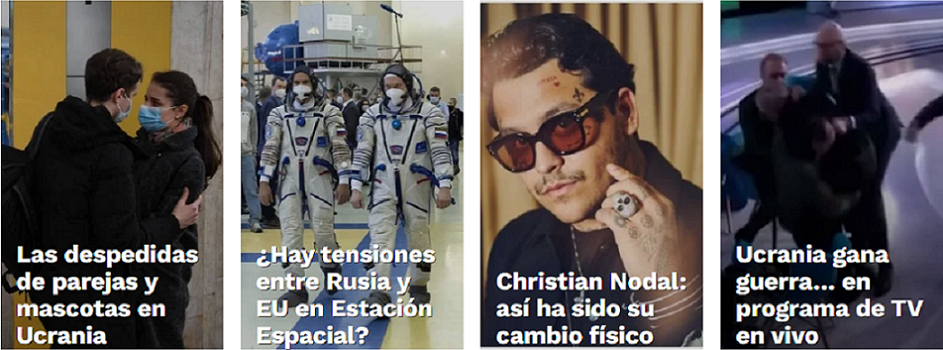 Las despedidas
de parejas y
mascotas en
Ucrania
¿Hay tensiones
entre Rusia y
EU en Estación
Espacial?
Christian Nodal:
así ha sido su
cambio físico
Ucrania gana
guerra... en
programa de TV
en vivo